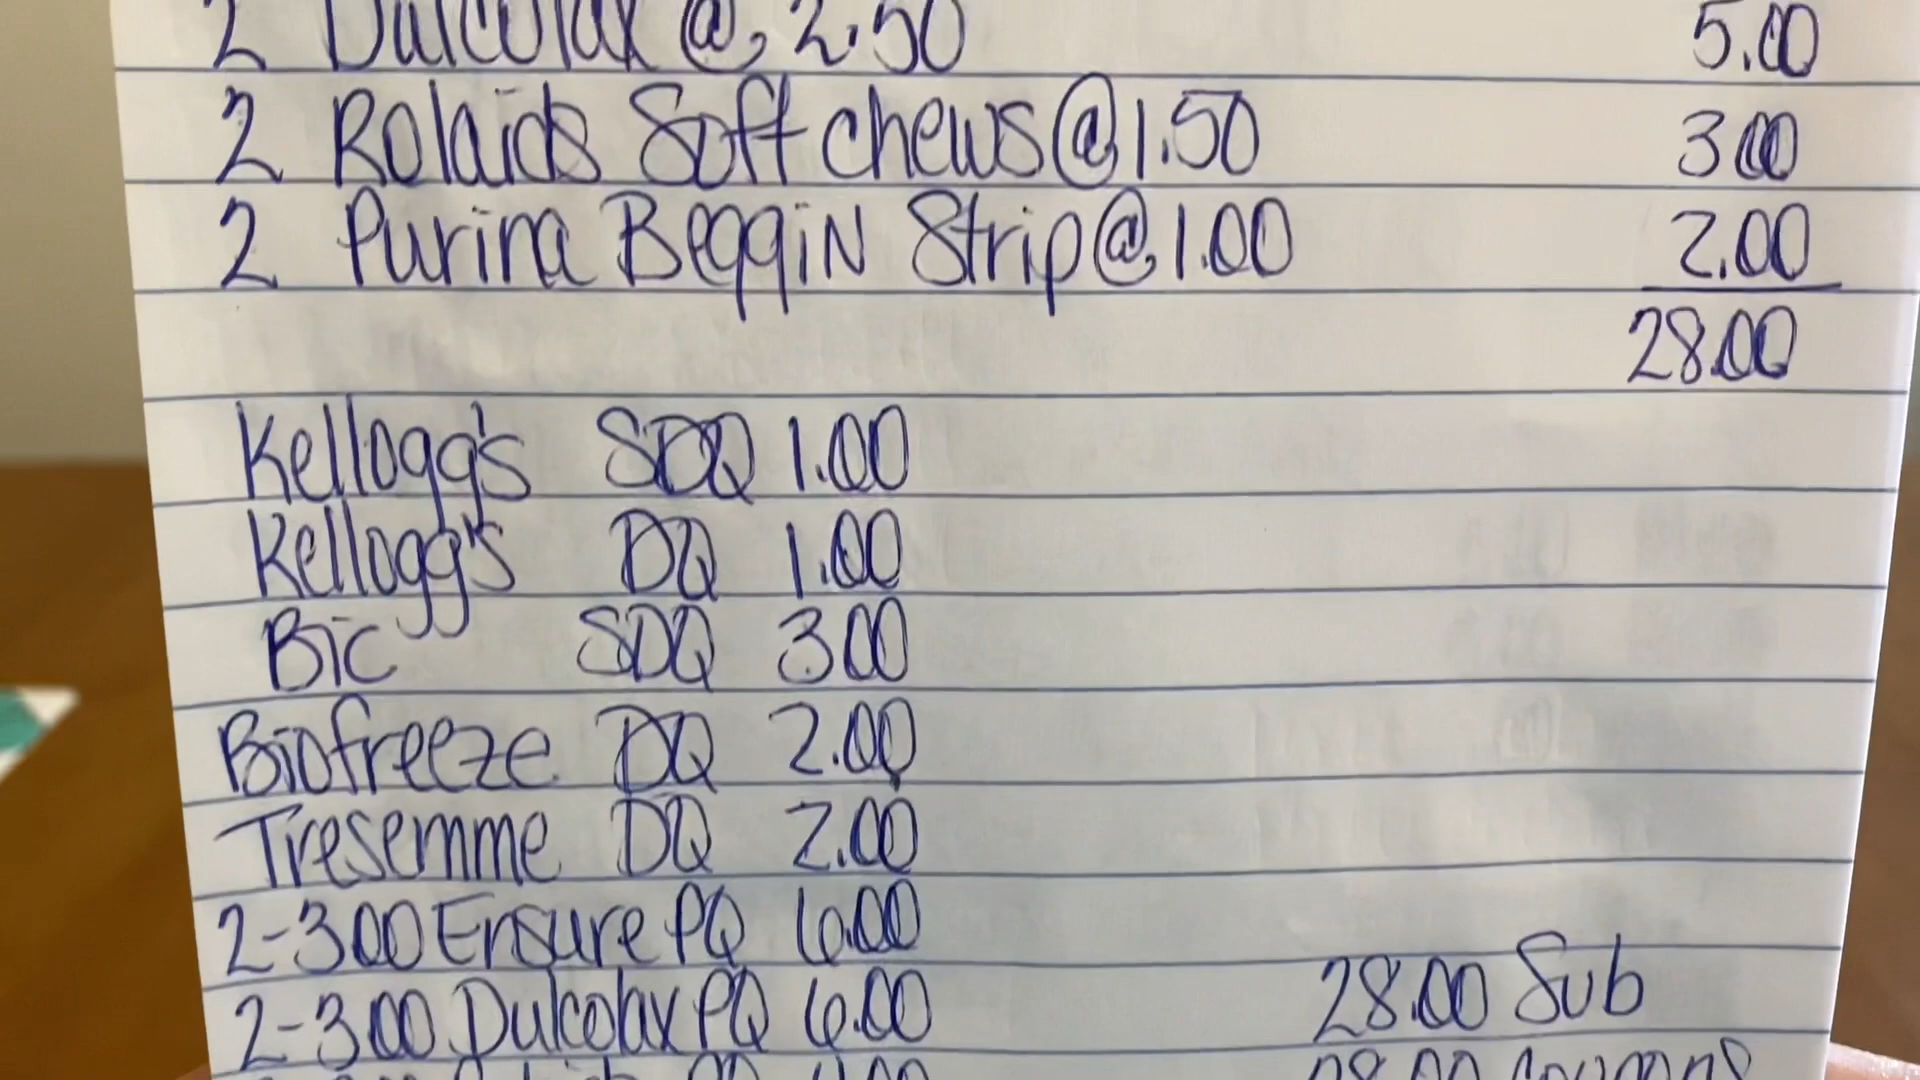 2 Dulcolax @ 2.50 5.00
2 Rolaids Soft chews @ 1.50 3.00
2 Purina Beggin Strip @ 1.00 2.00
28.00
Kellogg's SDQ 1.00
Kellogg's DQ 1.00
Bic SDQ 3.00
Biofreeze DQ 2.00
Tresemme DQ 2.00
2-3.00 Ensure PQ 6.00
28.00 Sub
2-3.00 Dulcolax PQ 6.00
28.00 Coupons